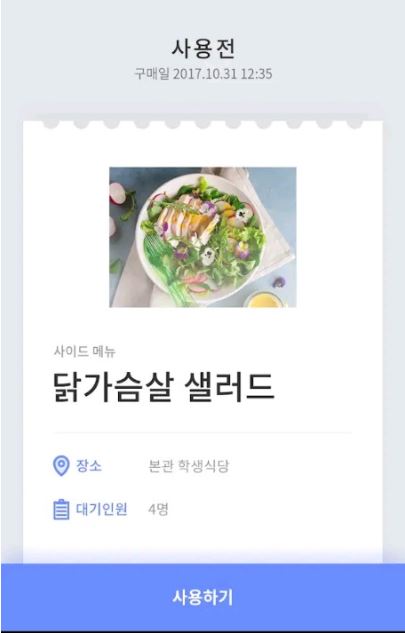 사용전
구매일 2017.10.31 12:35
사이드 메뉴
닭가슴살 샐러드
장소 본관 학생식당
대기인원 4명
사용하기